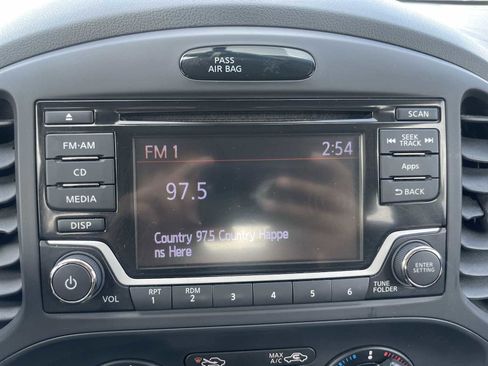 PASS
AIR BAG
SCAN
FM·AM
CD
MEDIA
DISP
FM 1
2:54
97.5
Country 97.5 Country Happe
ns Here
SEEK
TRACK
Apps
BACK
VOL
RPT
1
RDM
2
3
4
5
6
TUNE
FOLDER
ENTER
SETTING
MAX
A/C